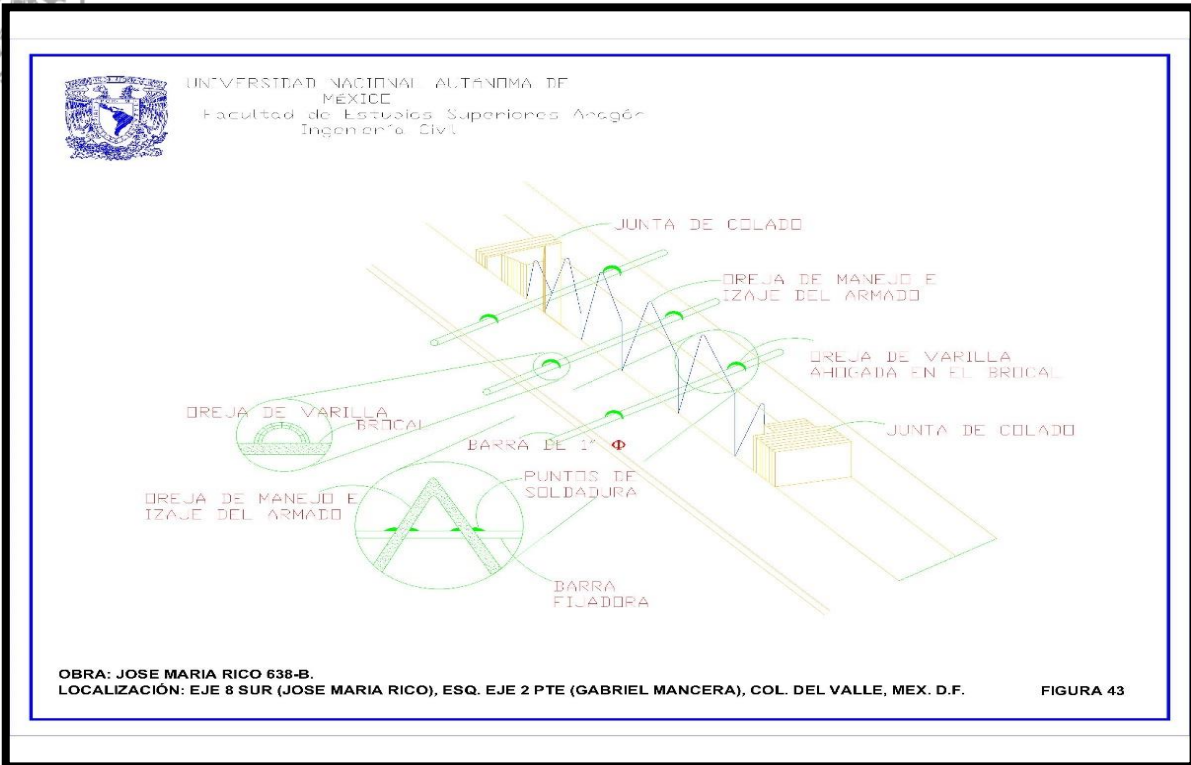 UNIVERSIDAD NACIONAL AUTÓNOMA DE
MÉXICO
Facultad de Estudios Superiores Aragón
Ingeniería Civil
JUNTA DE COLADO
OREJA DE MANEJO E
IZAJE DEL ARMADO
OREJA DE VARILLA
AHOGADA EN EL BROCAL
OREJA DE VARILLA
BROCAL
JUNTA DE COLADO
BARRA DE 1" Φ
PUNTOS DE
SOLDADURA
OREJA DE MANEJO E
IZAJE DEL ARMADO
BARRA
FIJADORA
OBRA: JOSE MARIA RICO 638-B.
LOCALIZACIÓN: EJE 8 SUR (JOSE MARIA RICO), ESQ. EJE 2 PTE (GABRIEL MANCERA), COL. DEL VALLE, MEX. D.F.
FIGURA 43